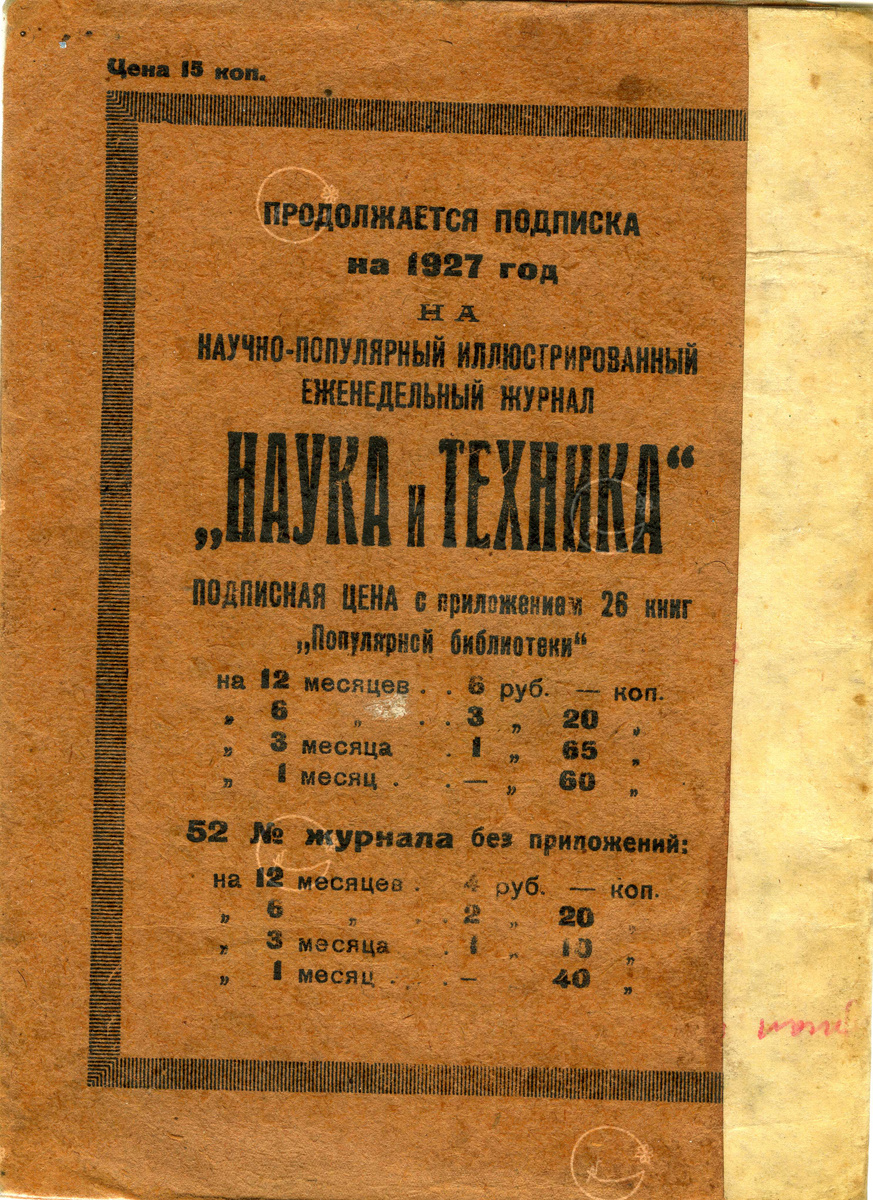 Цена 15 коп.
ПРОДОЛЖАЕТСЯ ПОДПИСКА
на 1927 год
НА
НАУЧНО-ПОПУЛЯРНЫЙ ИЛЛЮСТРИРОВАННЫЙ
ЕЖЕНЕДЕЛЬНЫЙ ЖУРНАЛ
„НАУКА и ТЕХНИКА“
ПОДПИСНАЯ ЦЕНА с приложением 26 книг
„Популярной библиотеки“
на 12 месяцев . . 6 руб. — коп.
„ 6 „ . . 3 „ 20 „
„ 3 месяца . 1 „ 65 „
„ 1 месяц . . — „ 60 „
52 № журнала без приложений:
на 12 месяцев . 4 руб. — коп.
„ 6 „ . . 2 „ 20 „
„ 3 месяца . 1 „ 10 „
„ 1 месяц . . . — 40 „